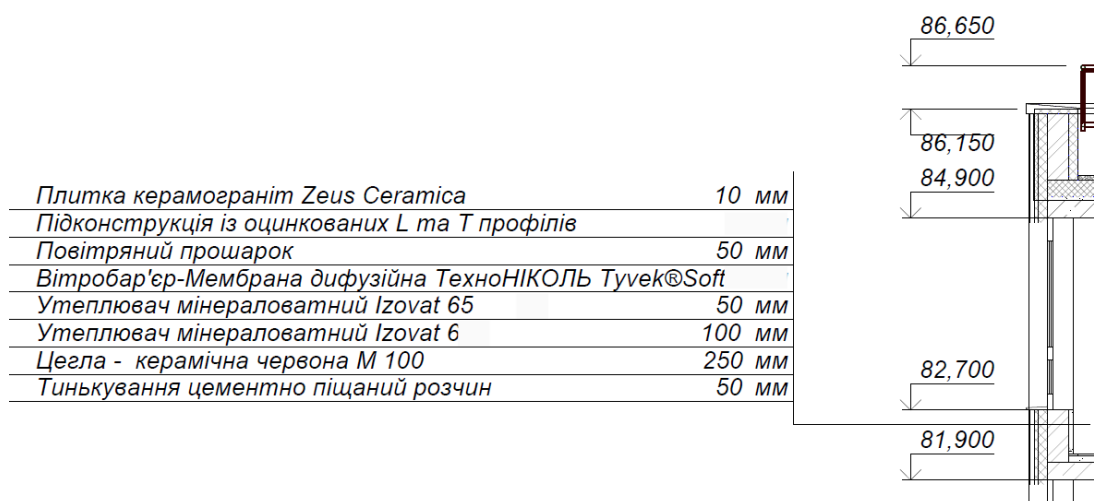 86,650
86,150
84,900
Плитка керамограніт Zeus Ceramica 10 мм
Підконструкція із оцинкованих L та Т профілів
Повітряний прошарок 50 мм
Вітробар'єр-Мембрана дифузійна ТехноНІКОЛЬ Tyvek®Soft
Утеплювач мінераловатний Izovat 65 50 мм
Утеплювач мінераловатний Izovat 6 100 мм
Цегла - керамічна червона М 100 250 мм
Тинькування цементно піщаний розчин 50 мм
82,700
81,900